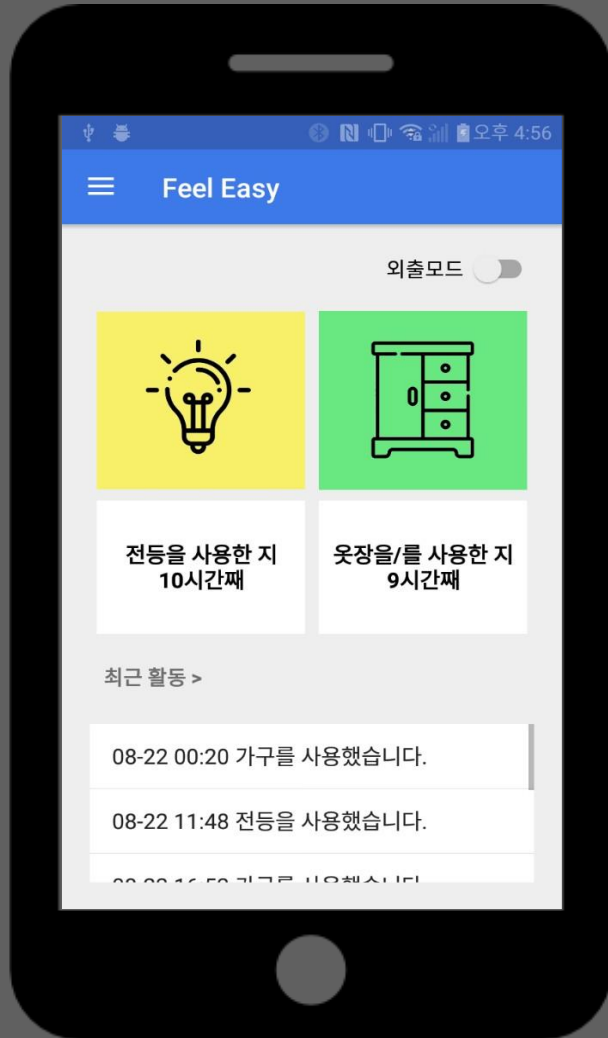 오후 4:56
Feel Easy
외출모드
전등을 사용한 지
10시간째
옷장을/를 사용한 지
9시간째
최근 활동 >
08-22 00:20 가구를 사용했습니다.
08-22 11:48 전등을 사용했습니다.